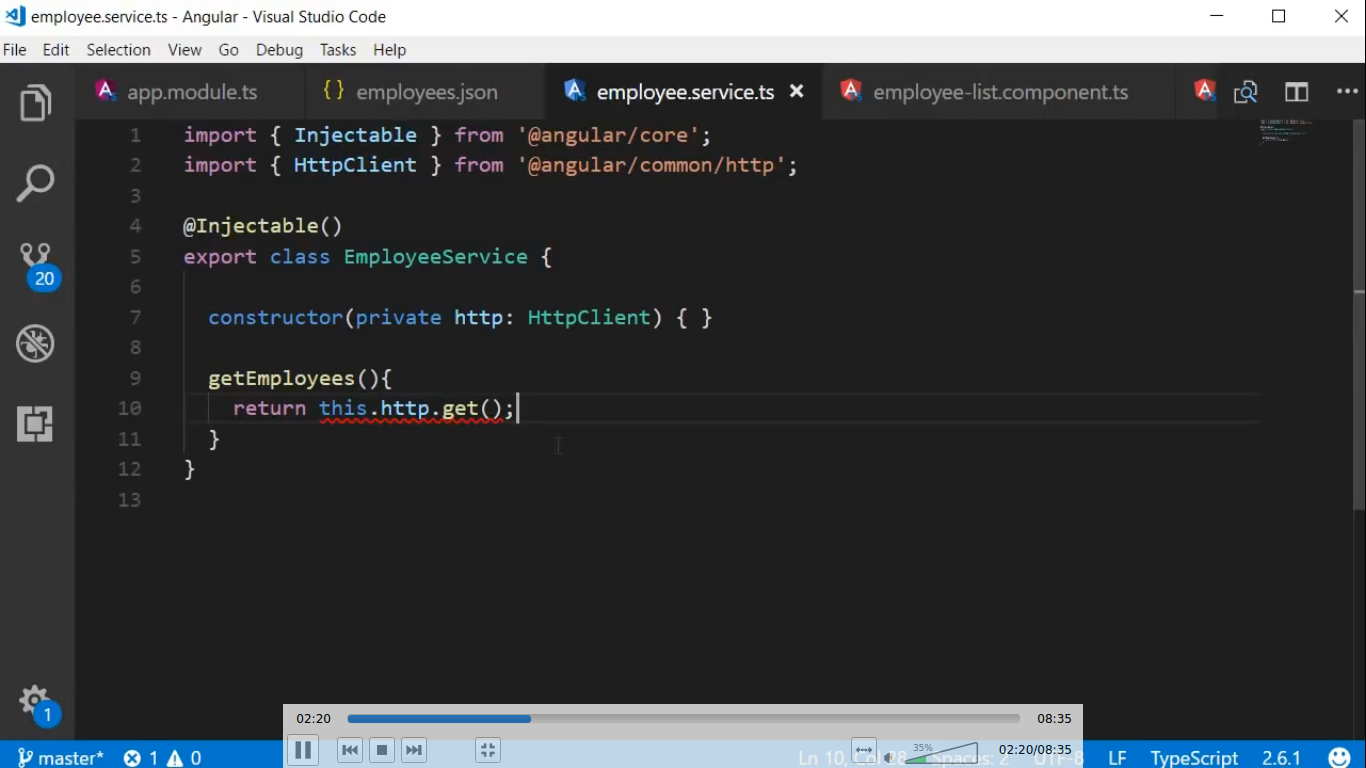 employee.service.ts - Angular - Visual Studio Code
File Edit Selection View Go Debug Tasks Help
app.module.ts { } employees.json employee.service.ts employee-list.component.ts
1 import { Injectable } from '@angular/core';
2 import { HttpClient } from '@angular/common/http';
3
4 @Injectable()
5 export class EmployeeService {
6
7 constructor(private http: HttpClient) { }
8
9 getEmployees(){
10 return this.http.get();
11 }
12 }
13
20
1
02:20 08:35
35% 02:20/08:35
master* 1 0 Ln 10, Col 28 Spaces: 2 UTF-8 LF TypeScript 2.6.1